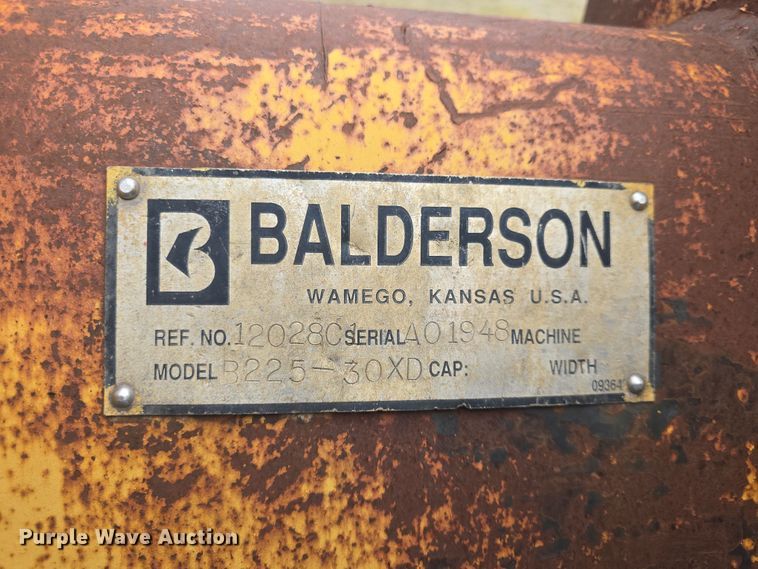 B BALDERSON
WAMEGO, KANSAS U.S.A.
REF. NO. 12028C1 SERIAL A01948 MACHINE
MODEL B225-30XD CAP: WIDTH
09364
Purple Wave Auction